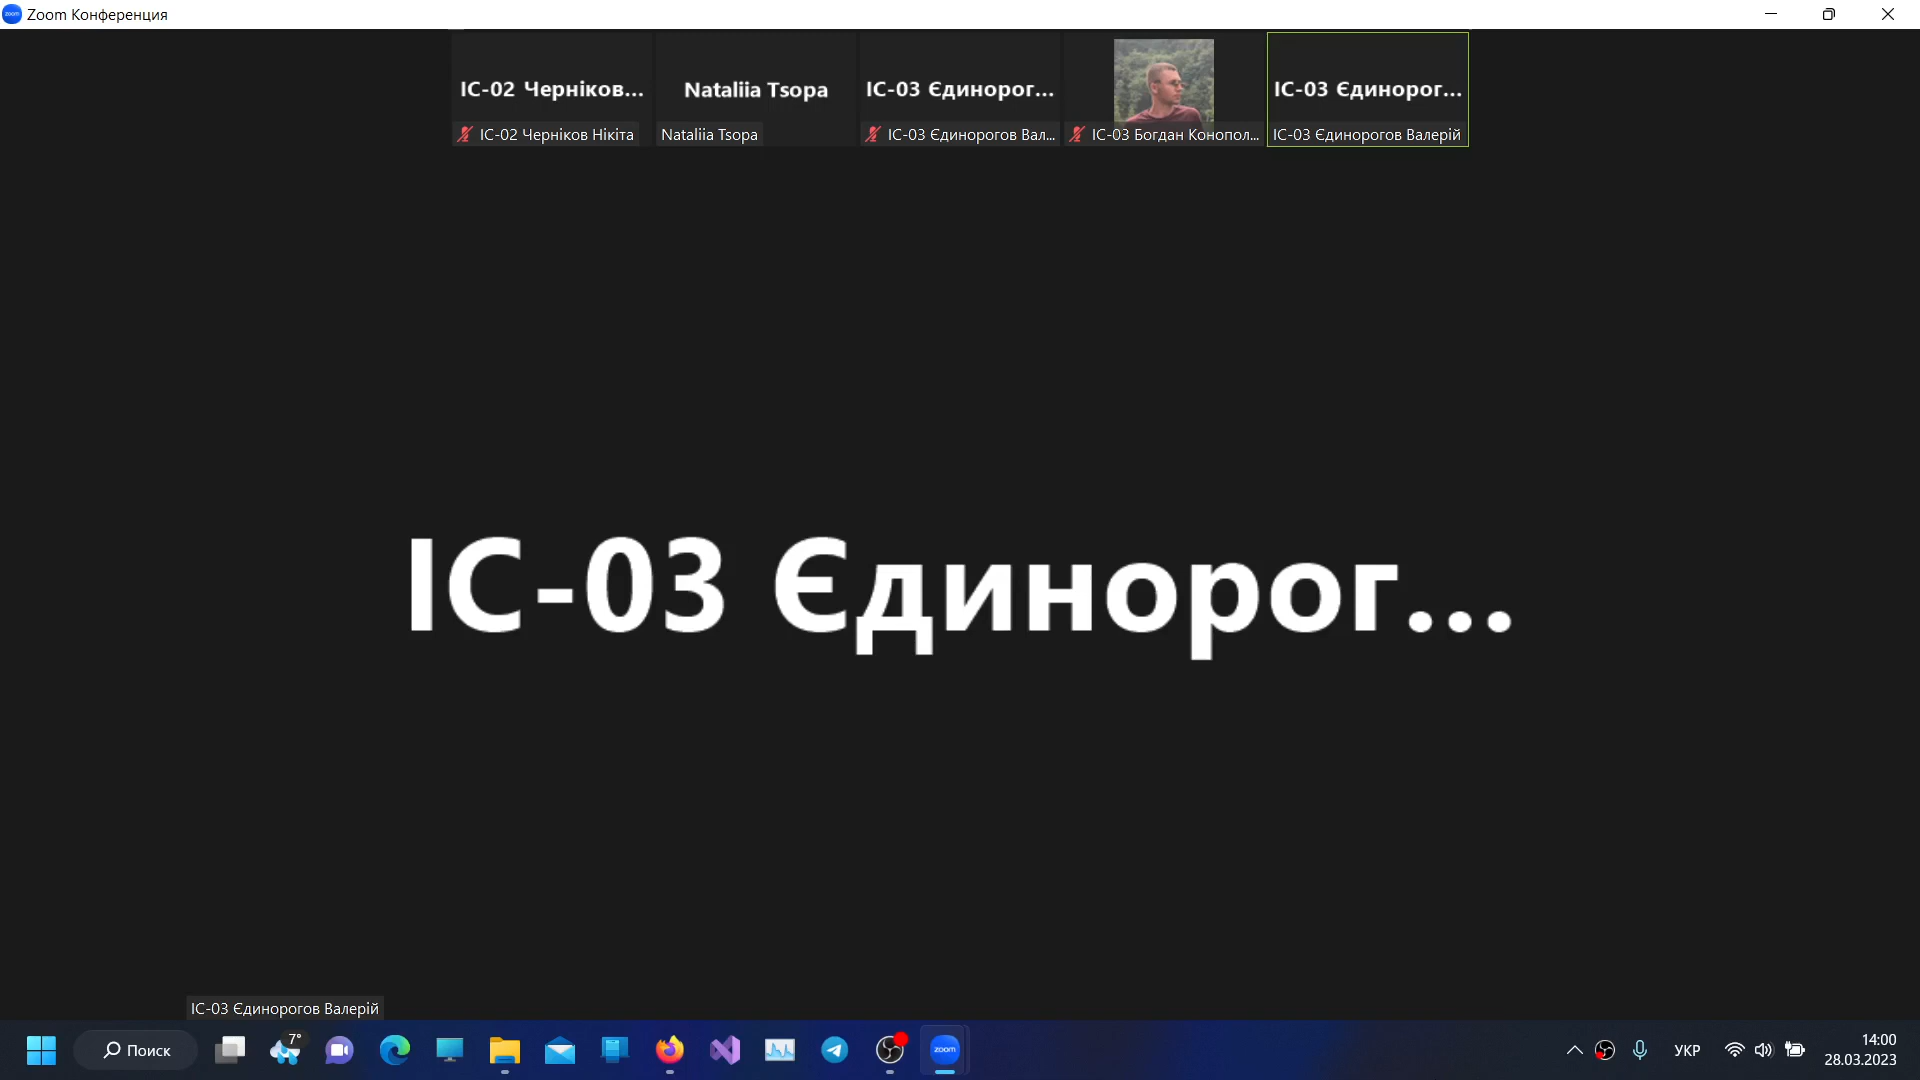 Zoom Конференция
ІС-02 Черніков...
Nataliia Tsopa
ІС-03 Єдинорог...
ІС-03 Єдинорог...
ІС-02 Черніков Нікіта
Nataliia Tsopa
ІС-03 Єдинорогов Вал...
ІС-03 Богдан Конопол...
ІС-03 Єдинорогов Валерій
ІС-03 Єдинорог...
ІС-03 Єдинорогов Валерій
Поиск
7°
zoom
УКР
14:00
28.03.2023